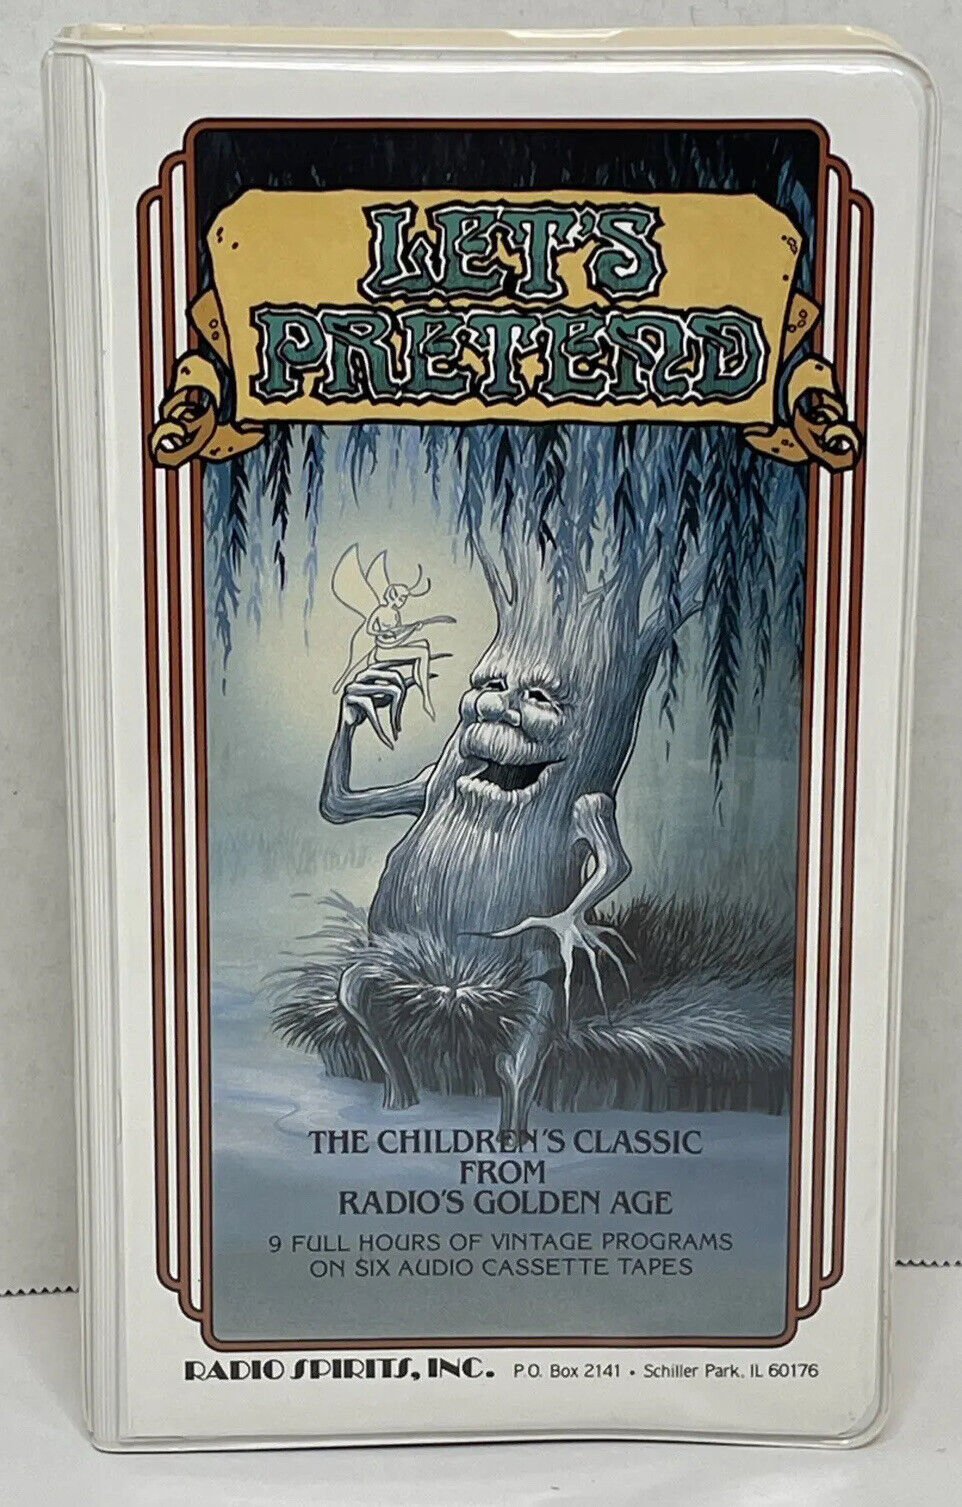 LET'S
PRETEND
THE CHILDREN'S CLASSIC
FROM
RADIO'S GOLDEN AGE
9 FULL HOURS OF VINTAGE PROGRAMS
ON SIX AUDIO CASSETTE TAPES
RADIO SPIRITS, INC. P.O. Box 2141 • Schiller Park, IL 60176